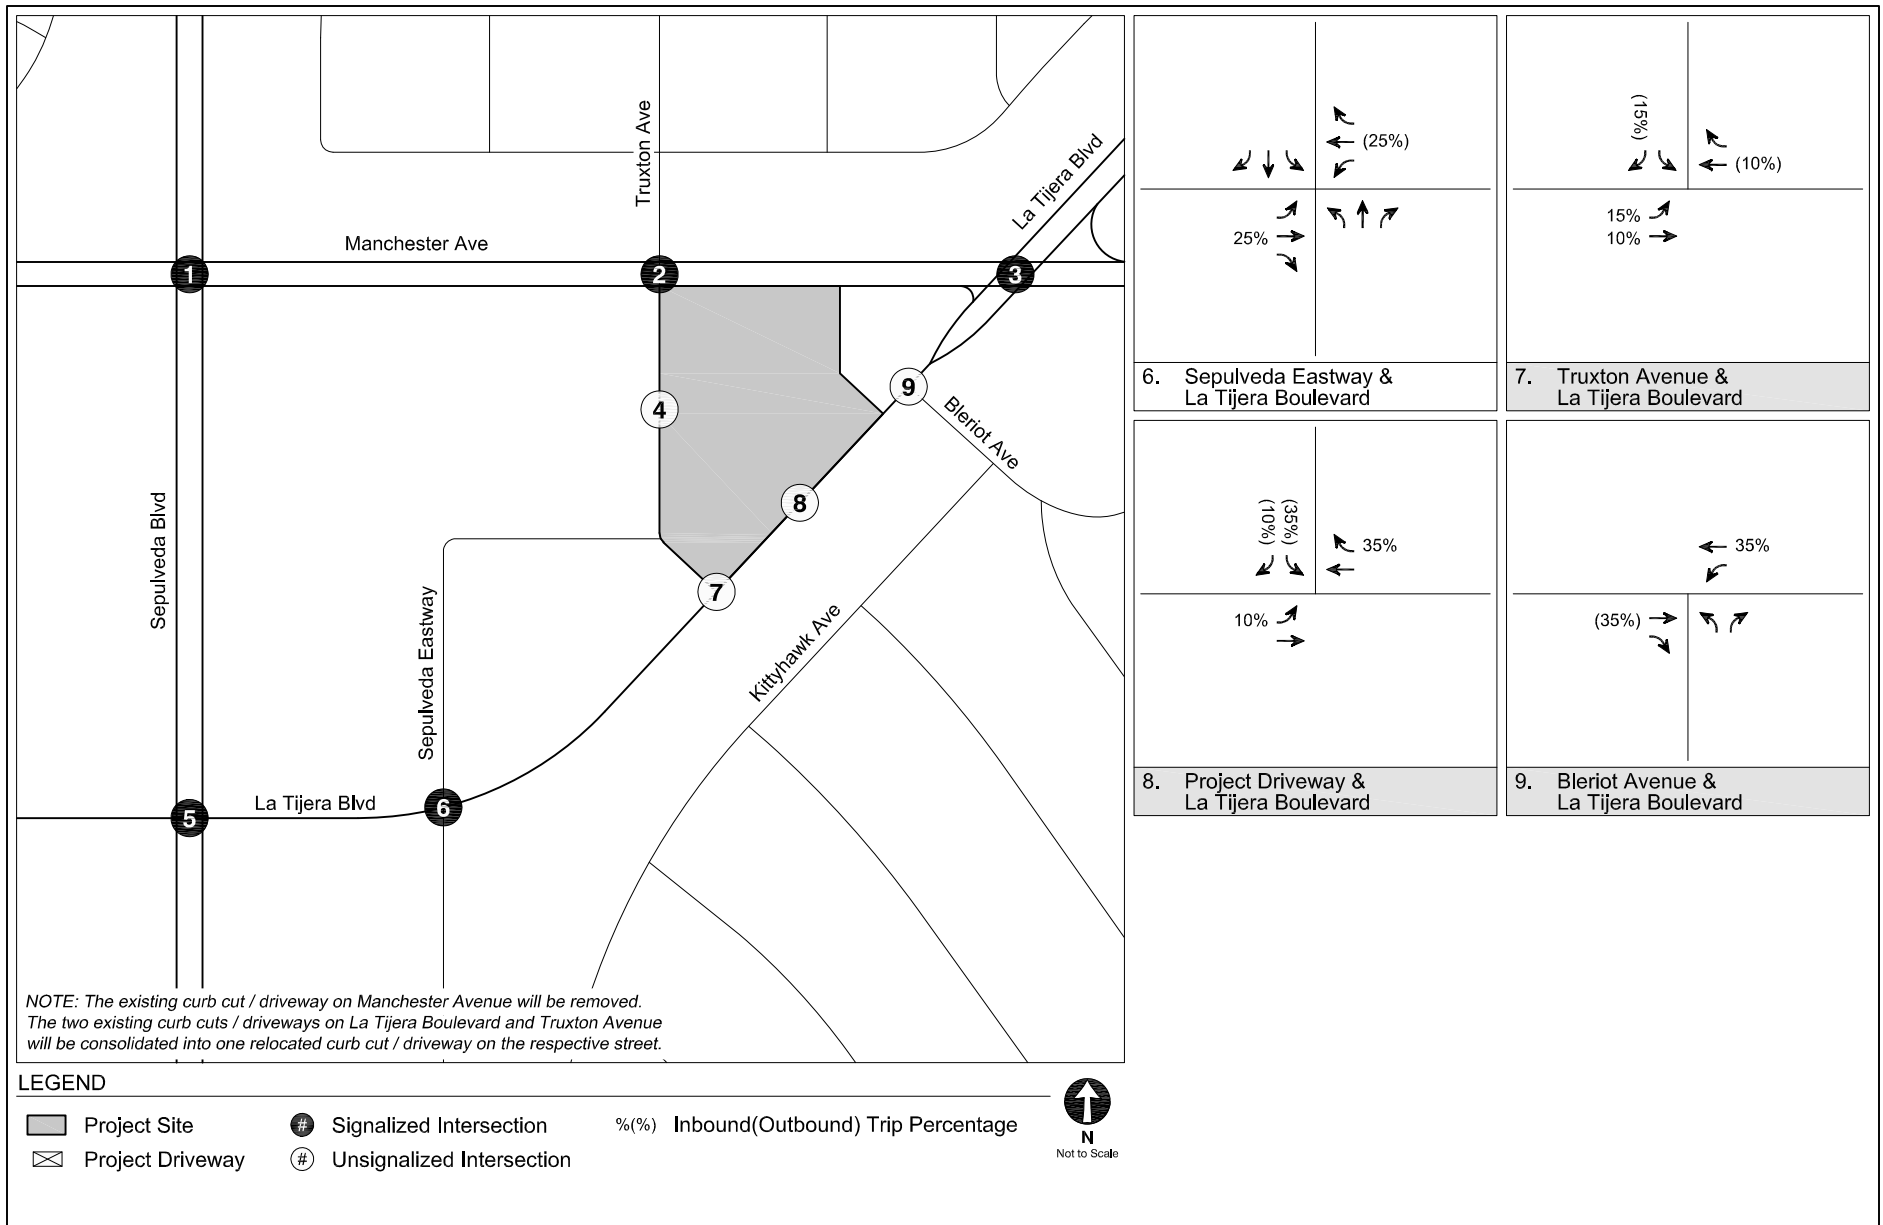 Truxton Ave
La Tijera Blvd
Manchester Ave
1
2
3
9
Bleriot Ave
4
8
Sepulveda Blvd
7
Sepulveda Eastway
Kittyhawk Ave
La Tijera Blvd
6
5
NOTE: The existing curb cut / driveway on Manchester Avenue will be removed.
The two existing curb cuts / driveways on La Tijera Boulevard and Truxton Avenue
will be consolidated into one relocated curb cut / driveway on the respective street.
(25%)
25%
6. Sepulveda Eastway &
La Tijera Boulevard
(15%)
(10%)
15%
10%
7. Truxton Avenue &
La Tijera Boulevard
(10%)
(35%)
35%
10%
8. Project Driveway &
La Tijera Boulevard
35%
(35%)
9. Bleriot Avenue &
La Tijera Boulevard
LEGEND
Project Site
# Signalized Intersection
%(%) Inbound(Outbound) Trip Percentage
Project Driveway
# Unsignalized Intersection
N
Not to Scale